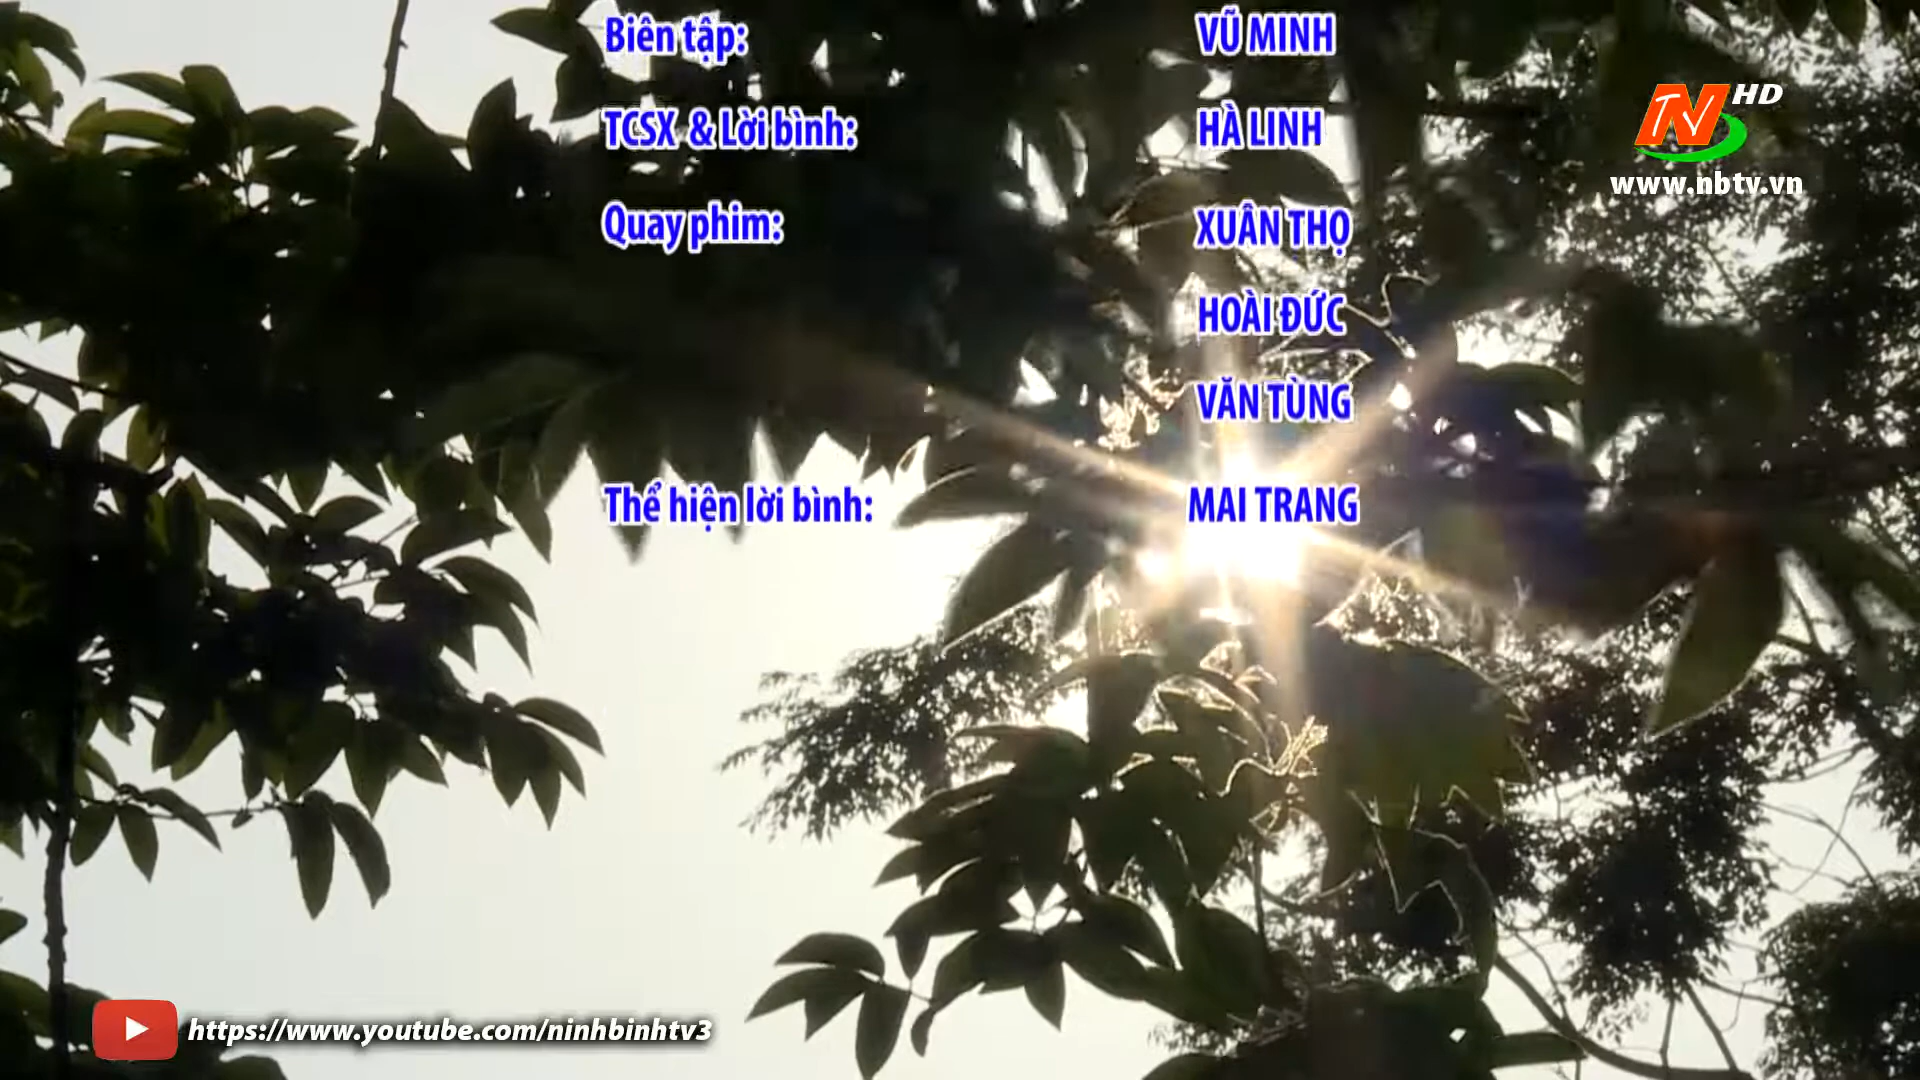 Biên tập: VŨ MINH
TCSX & Lời bình: HÀ LINH
Quay phim: XUÂN THỌ
HOÀI ĐỨC
VĂN TÙNG
Thể hiện lời bình: MAI TRANG
NTV HD
www.nbtv.vn
https://www.youtube.com/ninhbinhtv3